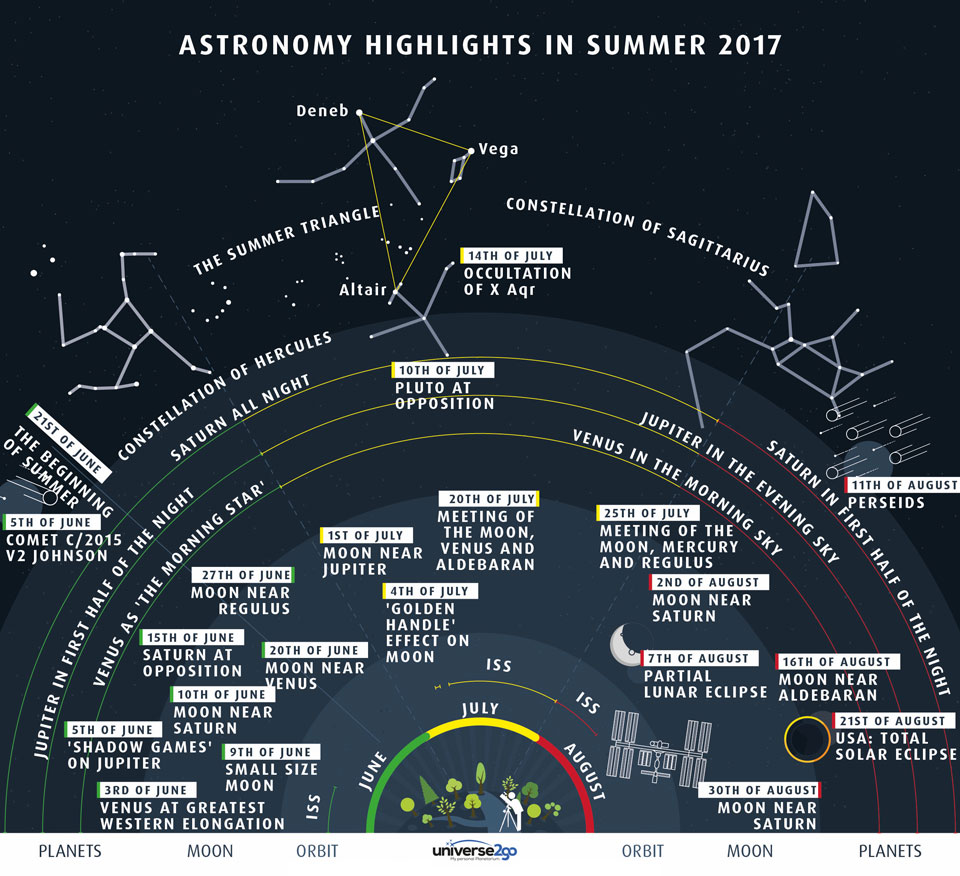 ASTRONOMY HIGHLIGHTS IN SUMMER 2017
Deneb
Vega
Altair
THE SUMMER TRIANGLE
CONSTELLATION OF SAGITTARIUS
CONSTELLATION OF HERCULES
14TH OF JULY
OCCULTATION
OF X Aqr
10TH OF JULY
PLUTO AT
OPPOSITION
SATURN ALL NIGHT
JUPITER IN FIRST HALF OF THE NIGHT
VENUS AS 'THE MORNING STAR'
VENUS IN THE MORNING SKY
JUPITER IN THE EVENING SKY
SATURN IN FIRST HALF OF THE NIGHT
21ST OF JUNE
THE BEGINNING
OF SUMMER
5TH OF JUNE
COMET C/2015
V2 JOHNSON
11TH OF AUGUST
PERSEIDS
20TH OF JULY
MEETING OF
THE MOON,
VENUS AND
ALDEBARAN
25TH OF JULY
MEETING OF THE
MOON, MERCURY
AND REGULUS
1ST OF JULY
MOON NEAR
JUPITER
27TH OF JUNE
MOON NEAR
REGULUS
4TH OF JULY
'GOLDEN
HANDLE'
EFFECT ON
MOON
2ND OF AUGUST
MOON NEAR
SATURN
15TH OF JUNE
SATURN AT
OPPOSITION
20TH OF JUNE
MOON NEAR
VENUS
7TH OF AUGUST
PARTIAL
LUNAR ECLIPSE
16TH OF AUGUST
MOON NEAR
ALDEBARAN
10TH OF JUNE
MOON NEAR
SATURN
5TH OF JUNE
'SHADOW GAMES'
ON JUPITER
21ST OF AUGUST
USA: TOTAL
SOLAR ECLIPSE
9TH OF JUNE
SMALL SIZE
MOON
3RD OF JUNE
VENUS AT GREATEST
WESTERN ELONGATION
30TH OF AUGUST
MOON NEAR
SATURN
ISS
ISS
ISS
JUNE
JULY
AUGUST
PLANETS
MOON
ORBIT
universe2go
My personal Planetarium
ORBIT
MOON
PLANETS